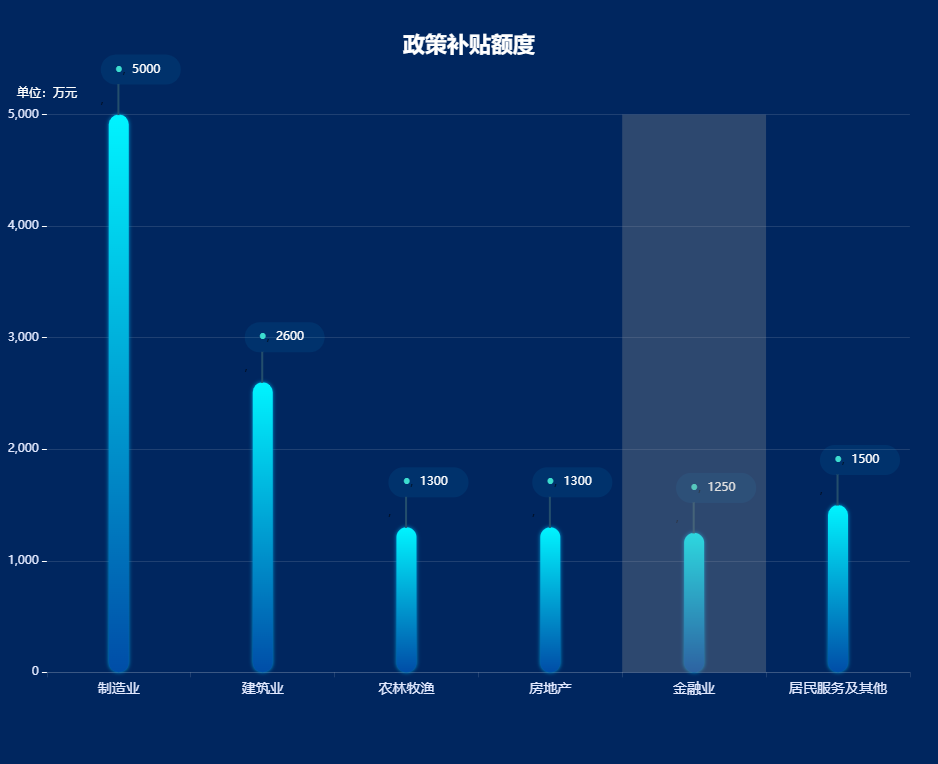 政策补贴额度
5000
单位：万元
5,000
4,000
3,000
2600
2,000
1500
1300
1300
1250
1,000
0
制造业
建筑业
农林牧渔
房地产
金融业
居民服务及其他